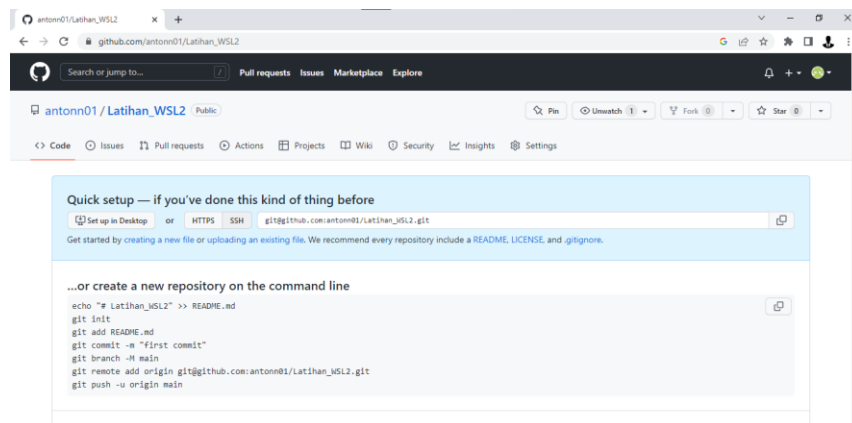 antonn01/Latihan_WSL2
github.com/antonn01/Latihan_WSL2
Search or jump to... / Pull requests Issues Marketplace Explore
antonn01 / Latihan_WSL2 Public Pin Unwatch 1 Fork 0 Star 0
Code Issues Pull requests Actions Projects Wiki Security Insights Settings
Quick setup — if you've done this kind of thing before
Set up in Desktop or HTTPS SSH git@github.com:antonn01/Latihan_WSL2.git
Get started by creating a new file or uploading an existing file. We recommend every repository include a README, LICENSE, and .gitignore.
...or create a new repository on the command line
echo "# Latihan_WSL2" >> README.md
git init
git add README.md
git commit -m "first commit"
git branch -M main
git remote add origin git@github.com:antonn01/Latihan_WSL2.git
git push -u origin main